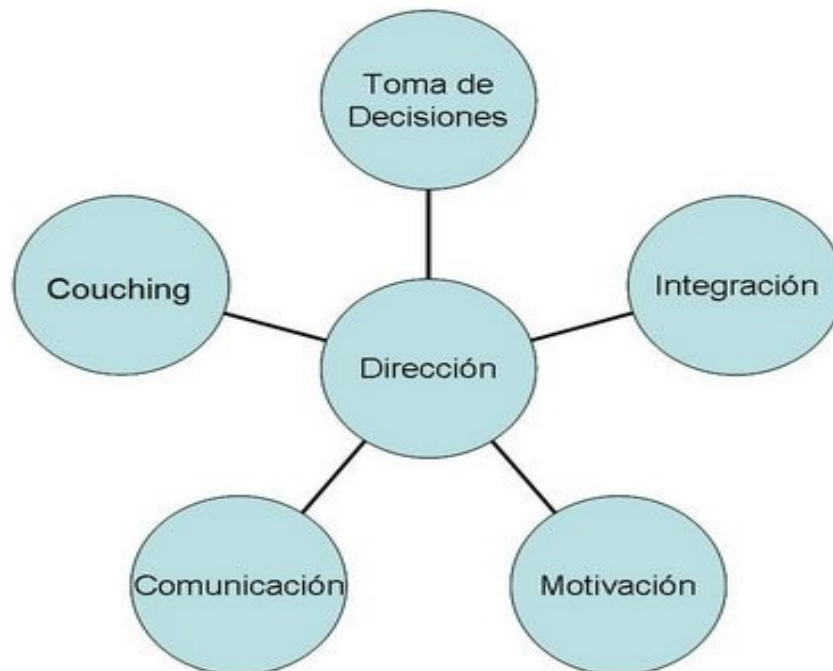 Toma de
Decisiones
Couching
Integración
Dirección
Comunicación
Motivación